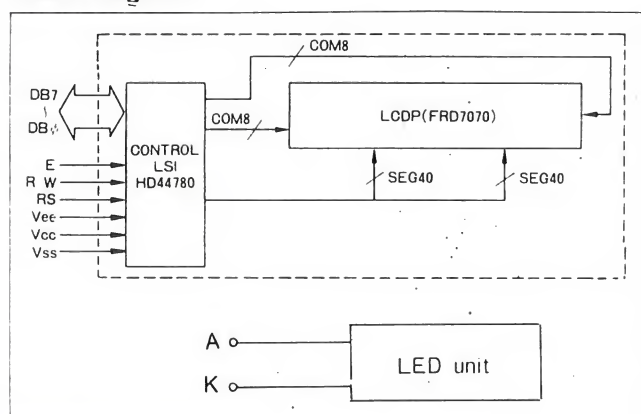 COM8
DB7
DB0
COM8
LCDP(FRD7070)
CONTROL
LSI
HD44780
E
R W
RS
Vee
Vcc
Vss
SEG40
SEG40
A
K
LED unit